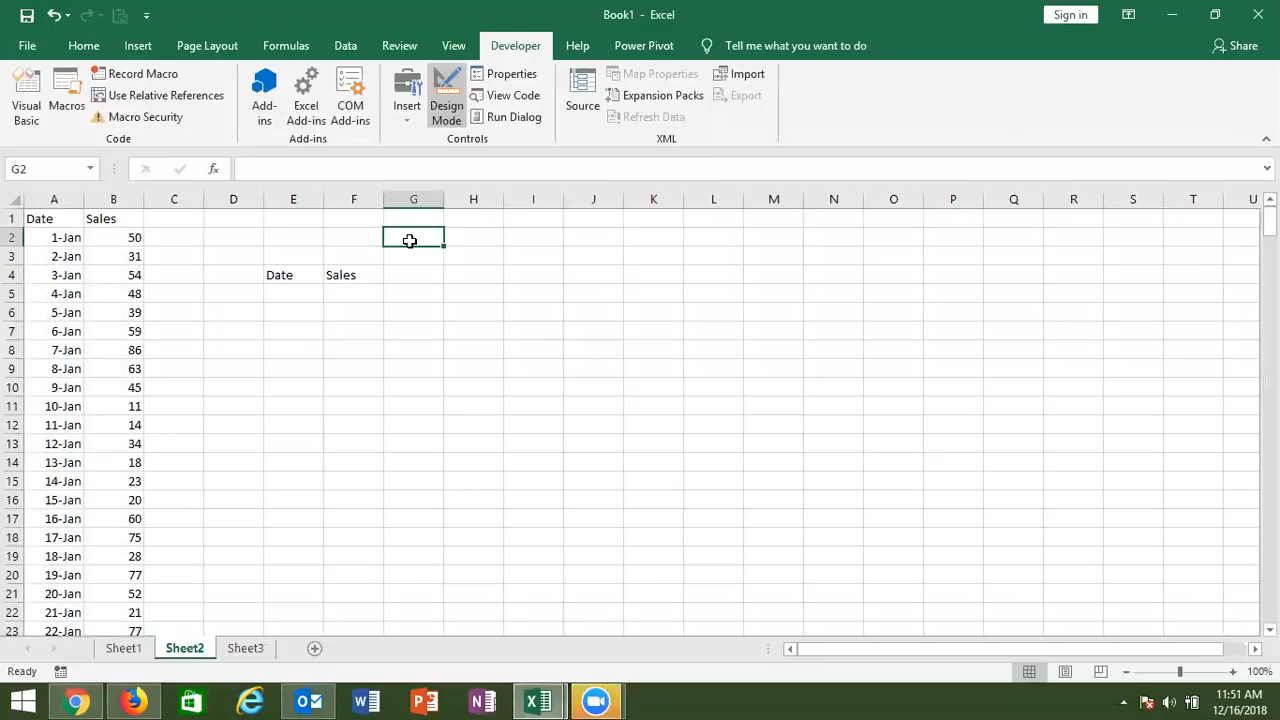 Book1 - Excel
Sign in
File Home Insert Page Layout Formulas Data Review View Developer Help Power Pivot Tell me what you want to do Share
Visual Basic
Macros
Record Macro
Use Relative References
Macro Security
Code
Add-ins
Excel Add-ins
COM Add-ins
Add-ins
Insert
Design Mode
Properties
View Code
Run Dialog
Controls
Source
Map Properties
Expansion Packs
Refresh Data
Import
Export
XML
G2
fx
A B C D E F G H I J K L M N O P Q R S T U
1 Date Sales
2 1-Jan 50
3 2-Jan 31
4 3-Jan 54 Date Sales
5 4-Jan 48
6 5-Jan 39
7 6-Jan 59
8 7-Jan 86
9 8-Jan 63
10 9-Jan 45
11 10-Jan 11
12 11-Jan 14
13 12-Jan 34
14 13-Jan 18
15 14-Jan 23
16 15-Jan 20
17 16-Jan 60
18 17-Jan 75
19 18-Jan 28
20 19-Jan 77
21 20-Jan 52
22 21-Jan 21
23 22-Jan 77
Sheet1 Sheet2 Sheet3
Ready
100%
11:51 AM
12/16/2018